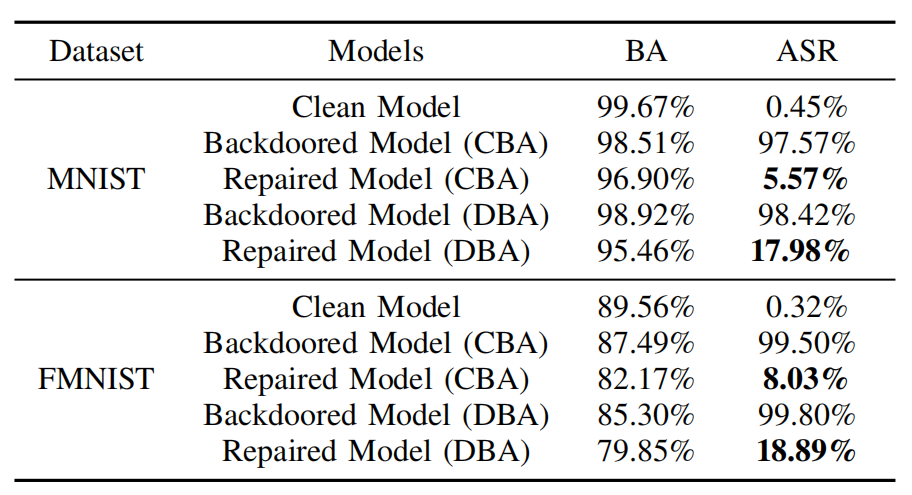 Dataset Models BA ASR
Clean Model 99.67% 0.45%
Backdoored Model (CBA) 98.51% 97.57%
MNIST Repaired Model (CBA) 96.90% 5.57%
Backdoored Model (DBA) 98.92% 98.42%
Repaired Model (DBA) 95.46% 17.98%
Clean Model 89.56% 0.32%
Backdoored Model (CBA) 87.49% 99.50%
FMNIST Repaired Model (CBA) 82.17% 8.03%
Backdoored Model (DBA) 85.30% 99.80%
Repaired Model (DBA) 79.85% 18.89%